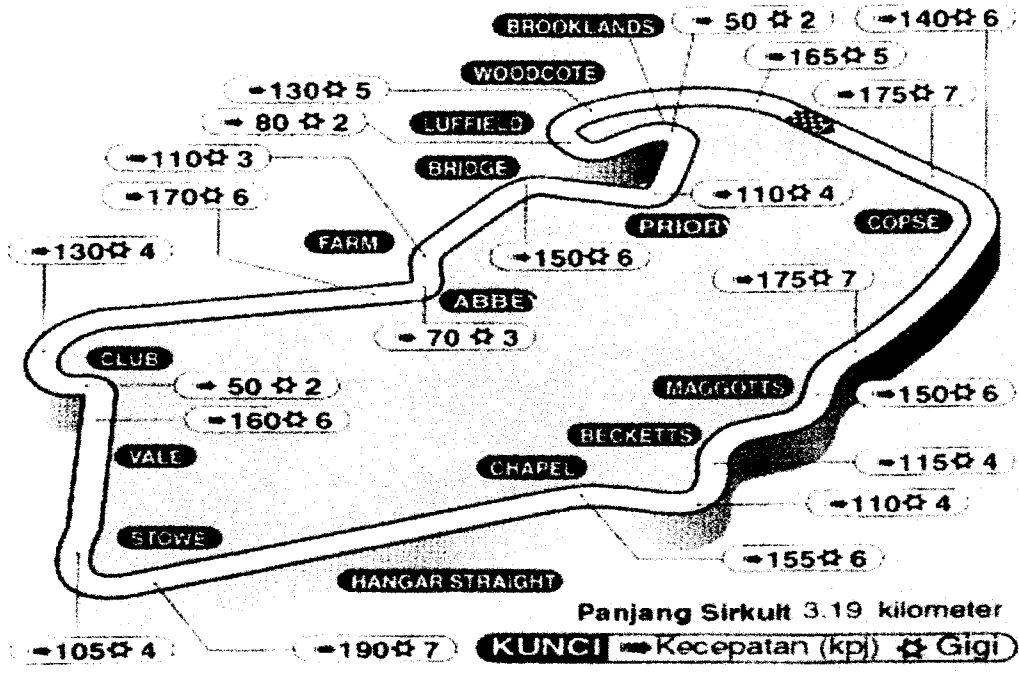 BROOKLANDS
50 2
140 6
WOODCOTE
165 5
130 5
175 7
80 2
LUFFIELD
110 3
BRIDGE
170 6
110 4
PRIORY
COPSE
FARM
130 4
150 6
175 7
ABBEY
70 3
CLUB
50 2
MAGGOTTS
150 6
160 6
BECKETTS
VALE
CHAPEL
115 4
110 4
STOWE
155 6
HANGAR STRAIGHT
Panjang Sirkuit 3.19 kilometer
105 4
190 7
KUNCI Kecepatan (kpj) Gigi